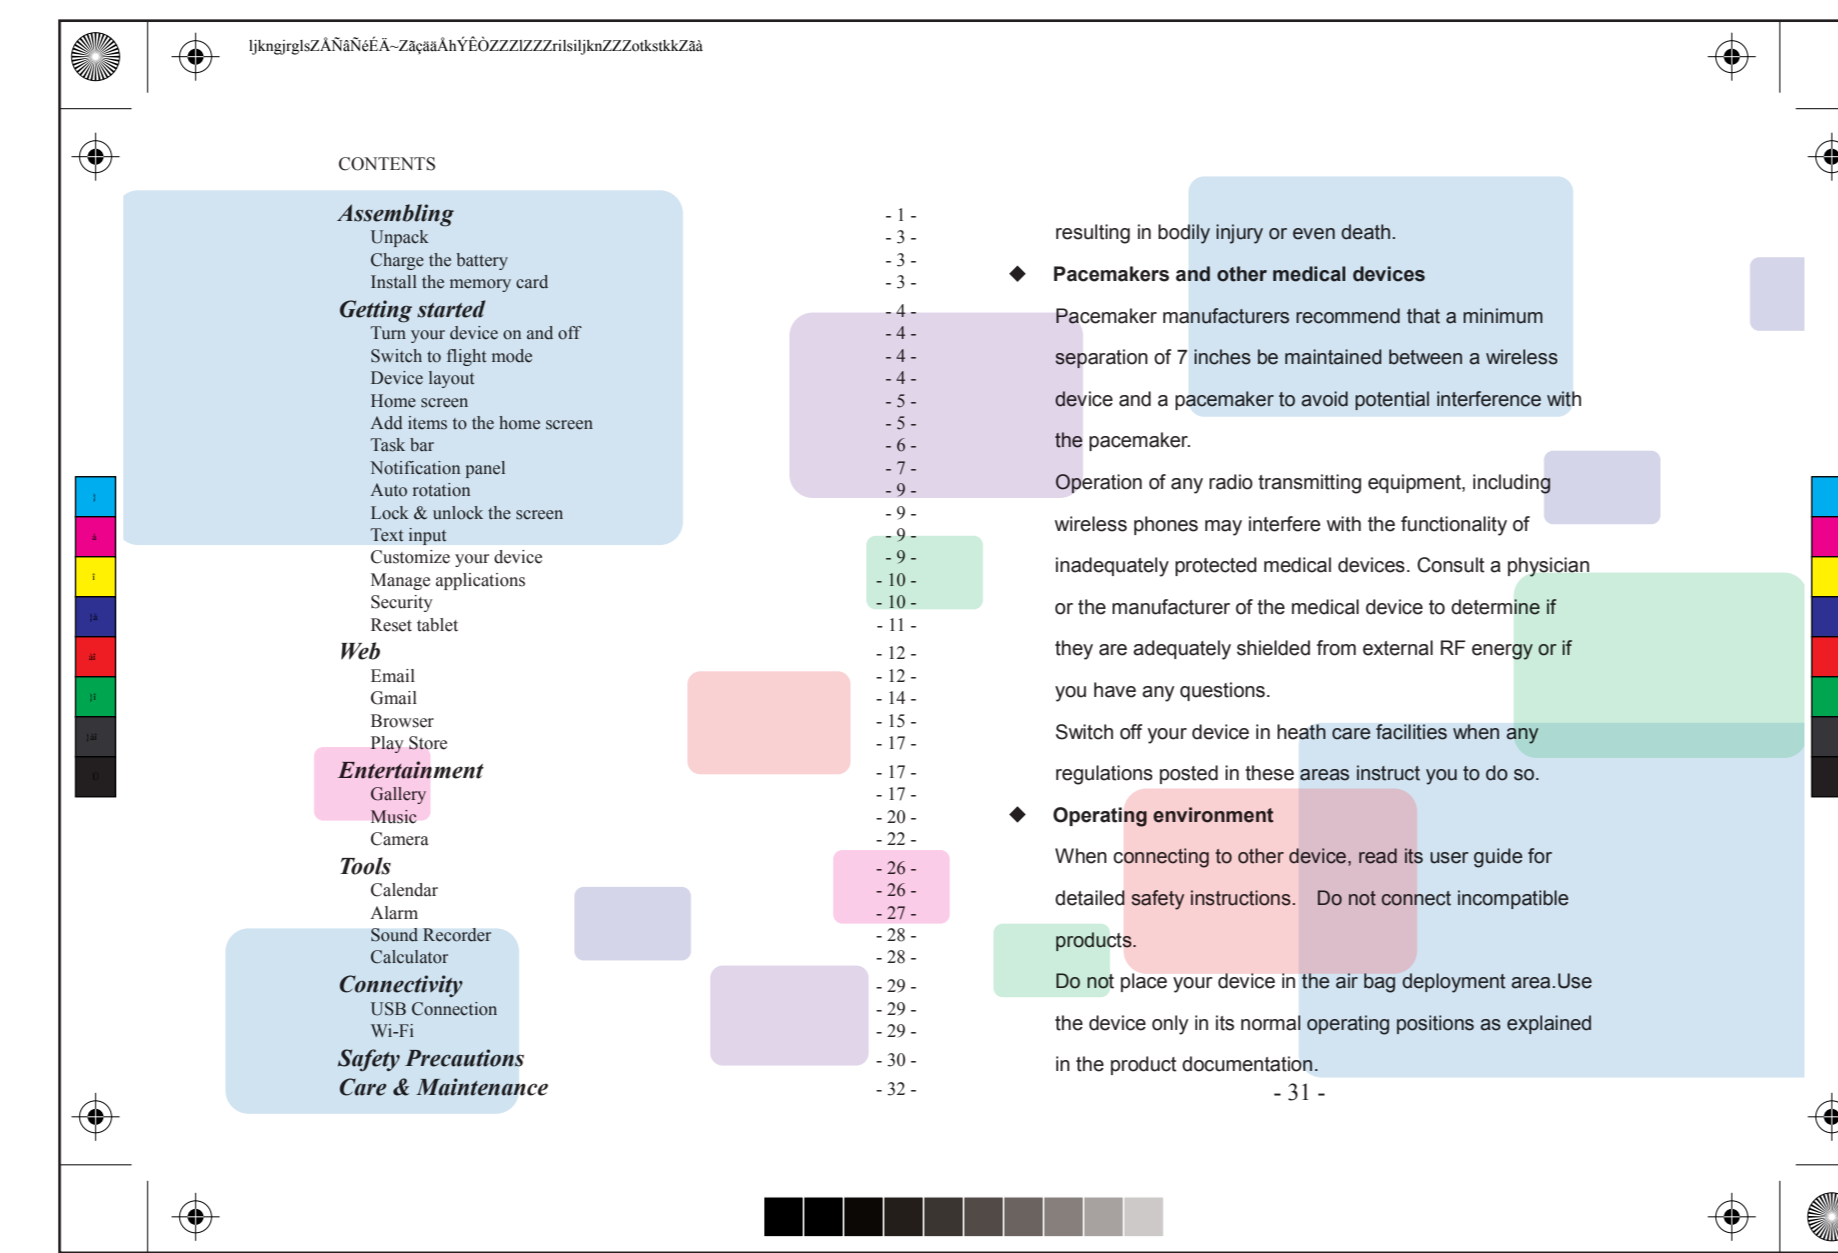 ljkngjrglsZÅÑâÑéÉÄ~ZãçäãÅhÝÊÒZZZlZZZrilsiljknZZZotkstkkZãà
CONTENTS
Assembling - 1 -
Unpack - 3 -
Charge the battery - 3 -
Install the memory card - 3 -
Getting started - 4 -
Turn your device on and off - 4 -
Switch to flight mode - 4 -
Device layout - 4 -
Home screen - 5 -
Add items to the home screen - 5 -
Task bar - 6 -
Notification panel - 7 -
Auto rotation - 9 -
Lock & unlock the screen - 9 -
Text input - 9 -
Customize your device - 9 -
Manage applications - 10 -
Security - 10 -
Reset tablet - 11 -
Web - 12 -
Email - 12 -
Gmail - 14 -
Browser - 15 -
Play Store - 17 -
Entertainment - 17 -
Gallery - 17 -
Music - 20 -
Camera - 22 -
Tools - 26 -
Calendar - 26 -
Alarm - 27 -
Sound Recorder - 28 -
Calculator - 28 -
Connectivity - 29 -
USB Connection - 29 -
Wi-Fi - 29 -
Safety Precautions - 30 -
Care & Maintenance - 32 -
resulting in bodily injury or even death.
◆ Pacemakers and other medical devices
Pacemaker manufacturers recommend that a minimum
separation of 7 inches be maintained between a wireless
device and a pacemaker to avoid potential interference with
the pacemaker.
Operation of any radio transmitting equipment, including
wireless phones may interfere with the functionality of
inadequately protected medical devices. Consult a physician
or the manufacturer of the medical device to determine if
they are adequately shielded from external RF energy or if
you have any questions.
Switch off your device in heath care facilities when any
regulations posted in these areas instruct you to do so.
◆ Operating environment
When connecting to other device, read its user guide for
detailed safety instructions. Do not connect incompatible
products.
Do not place your device in the air bag deployment area.Use
the device only in its normal operating positions as explained
in the product documentation.
- 31 -